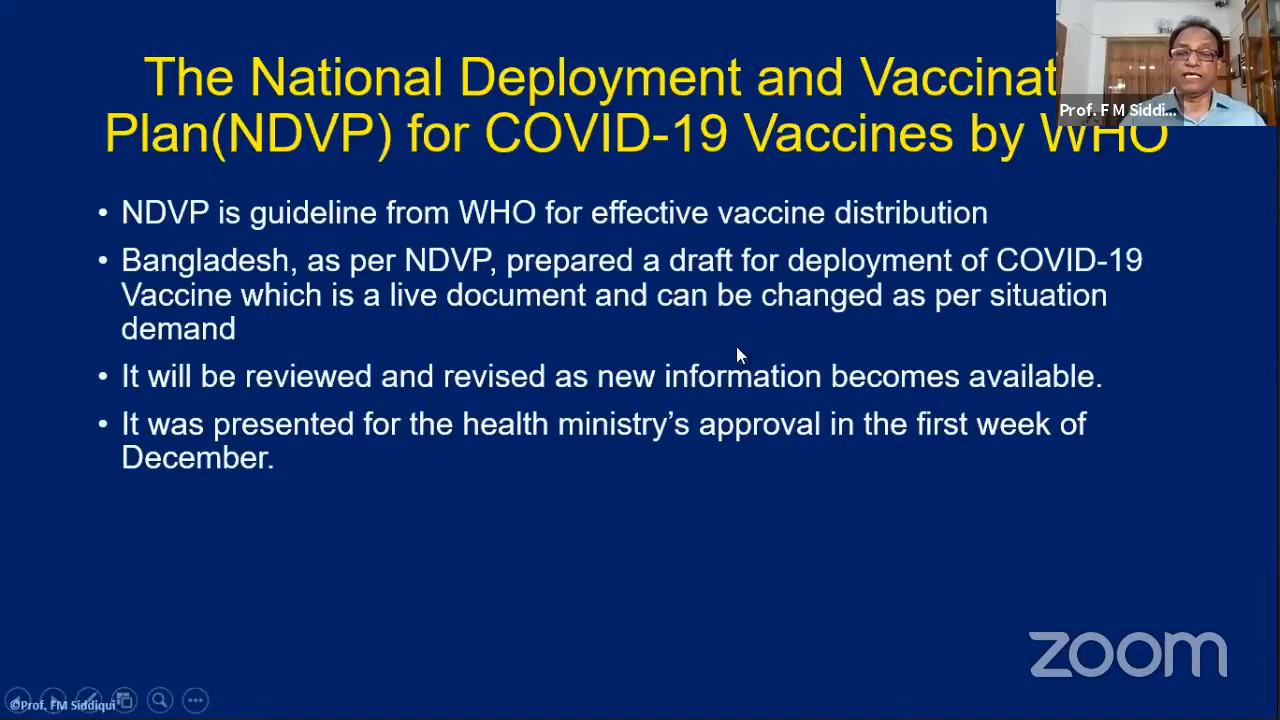 The National Deployment and Vaccinat
Plan(NDVP) for COVID-19 Vaccines by WHO
Prof. F M Siddi...
• NDVP is guideline from WHO for effective vaccine distribution
• Bangladesh, as per NDVP, prepared a draft for deployment of COVID-19
Vaccine which is a live document and can be changed as per situation
demand
• It will be reviewed and revised as new information becomes available.
• It was presented for the health ministry’s approval in the first week of
December.
zoom
©Prof. FM Siddiqui